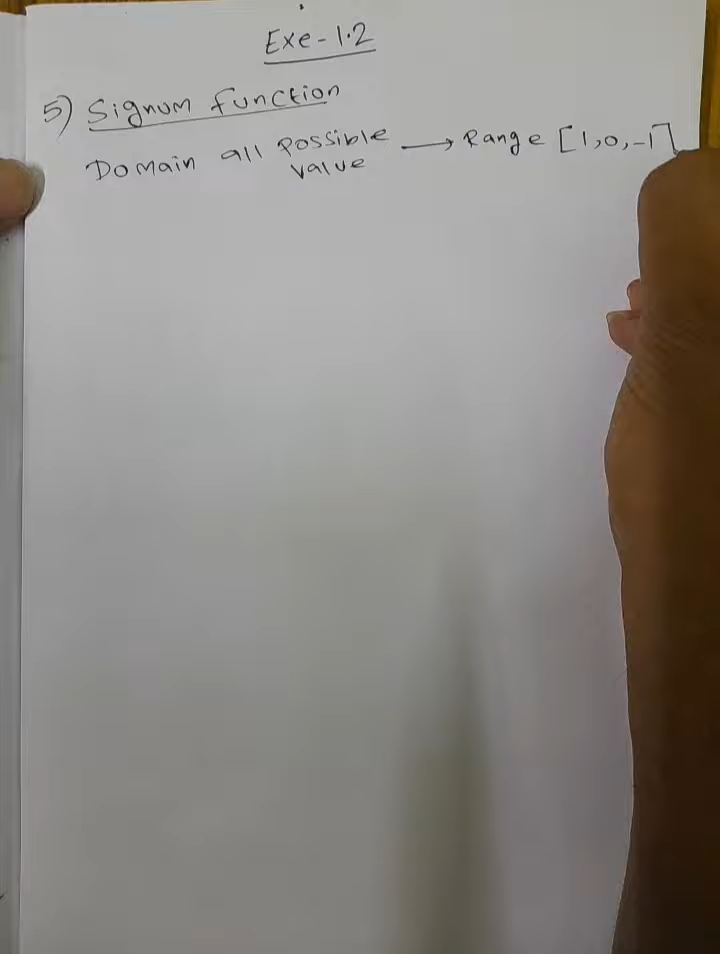 Exe-1.2
5) Signum function
Domain all possible value → Range [1,0,-1]